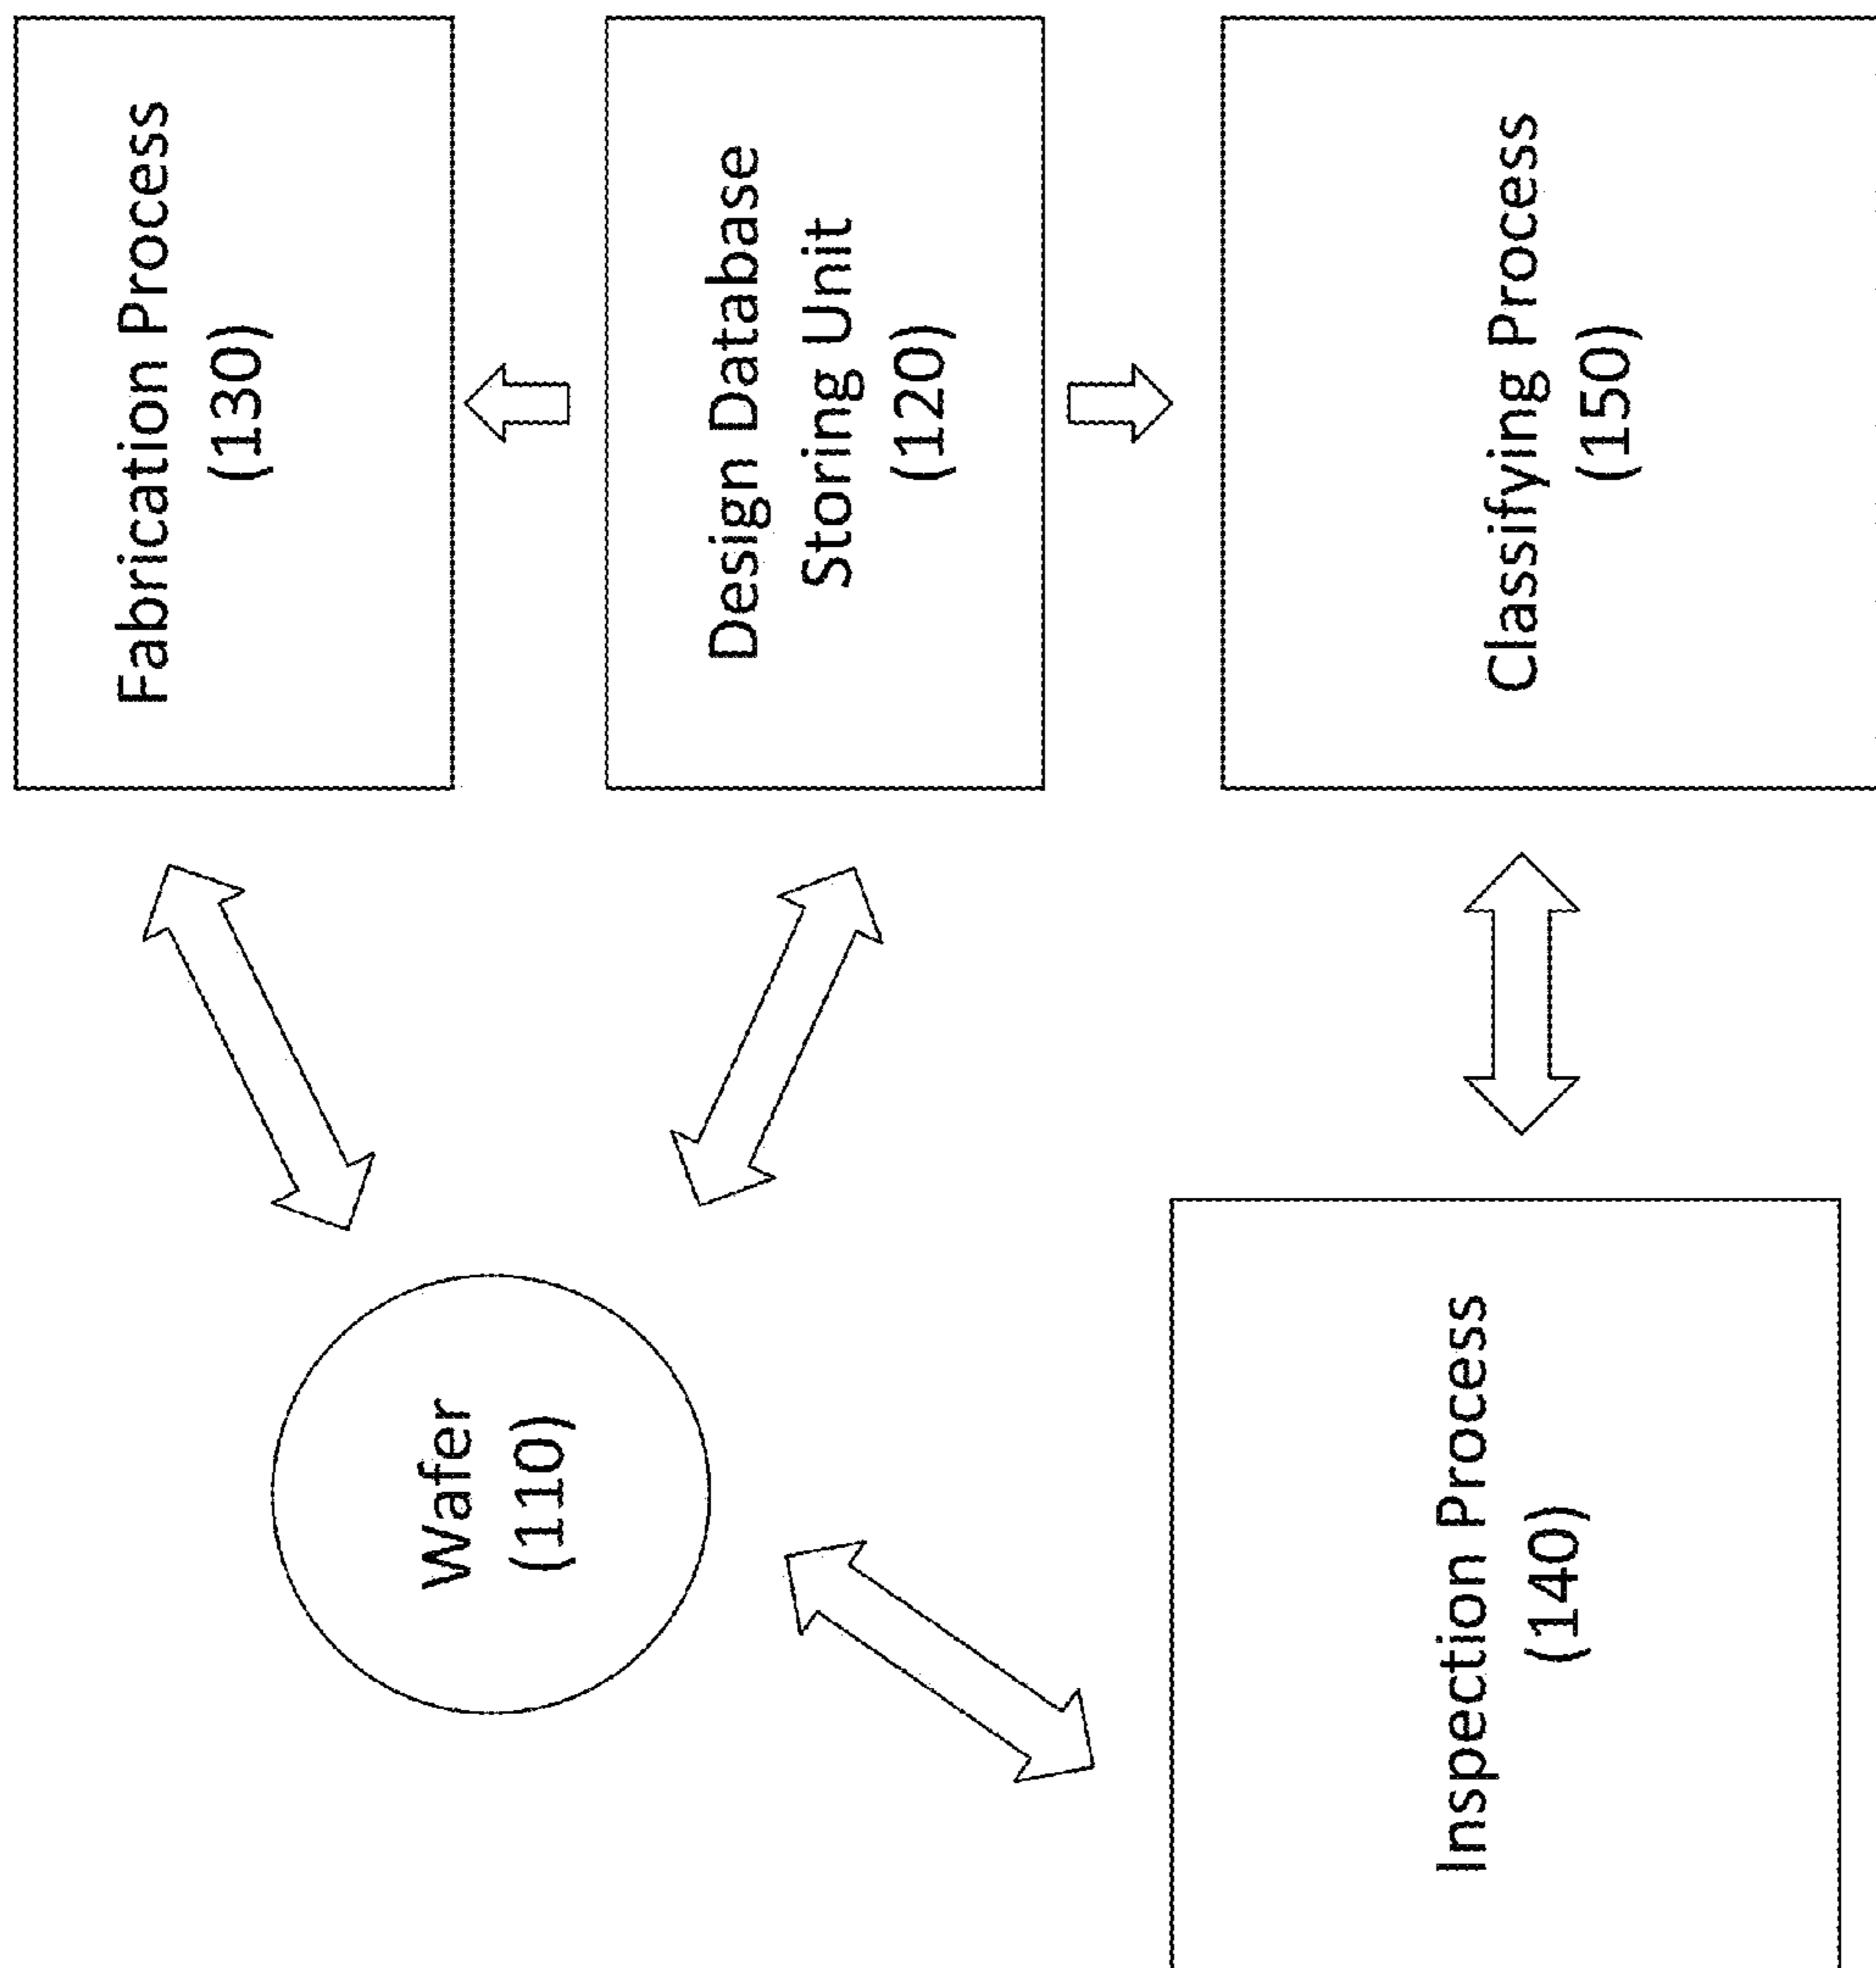 Fabrication Process
(130)
Design Database
Storing Unit
(120)
Classifying Process
(150)
Wafer
(110)
Inspection Process
(140)